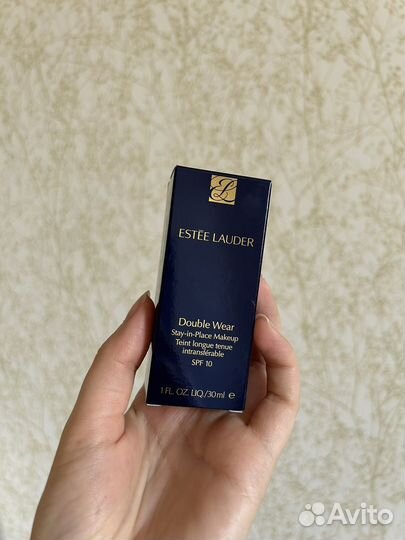 ESTĒE LAUDER
Double Wear
Stay-in-Place Makeup
Teint longue tenue
intransférable
SPF 10
1 FL. OZ. LIQ./30ml e
Avito